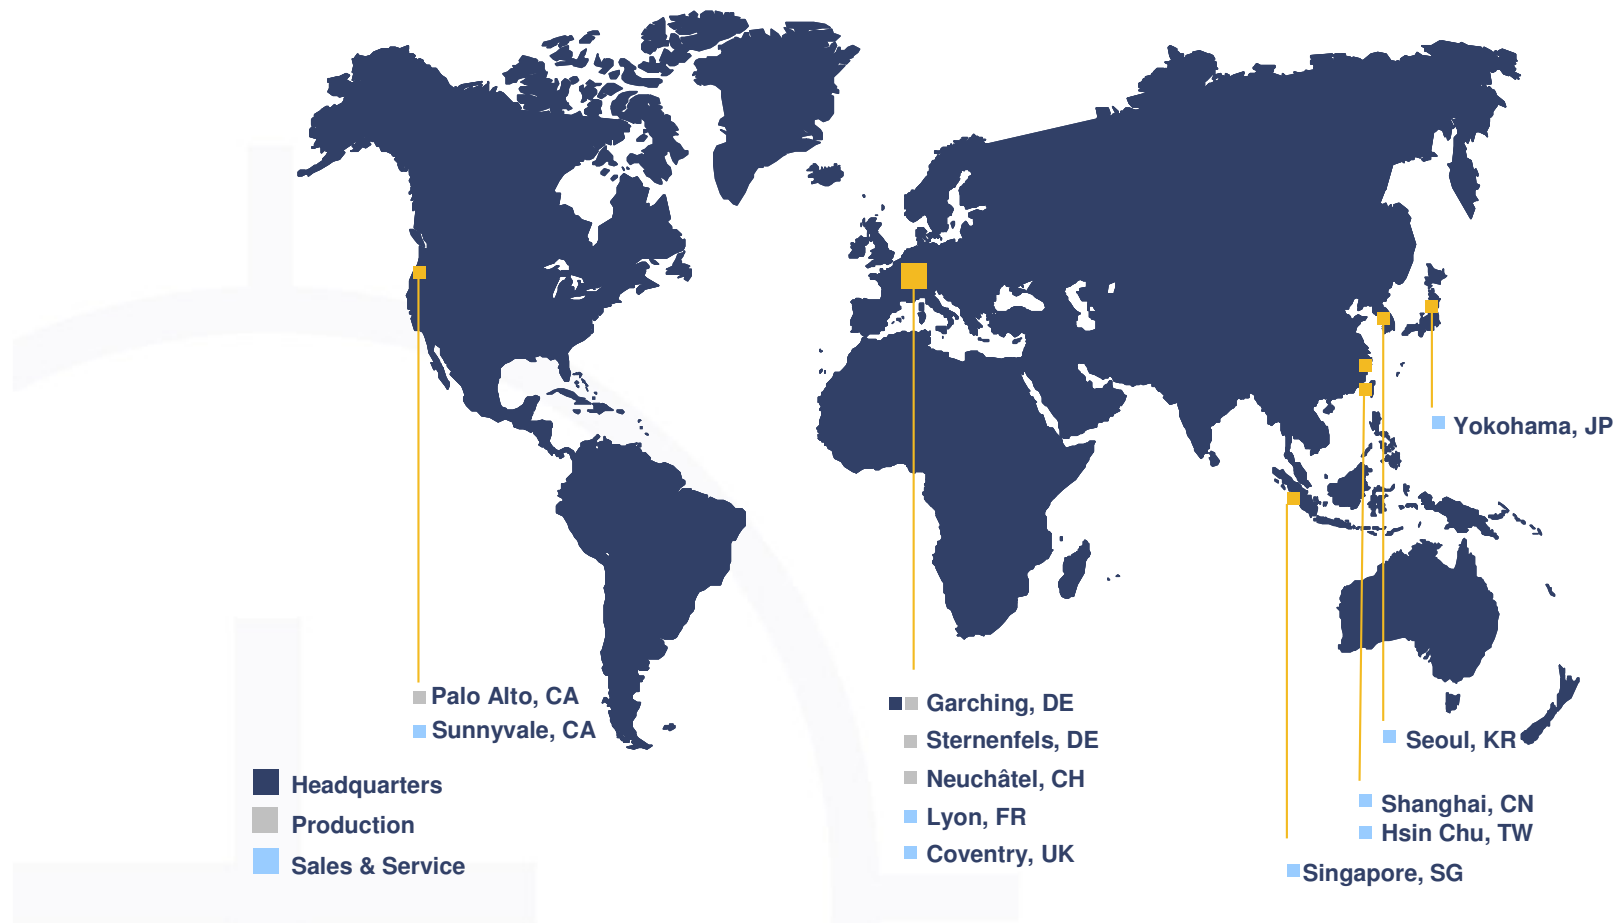 Yokohama, JP
Palo Alto, CA
Sunnyvale, CA
Garching, DE
Sternenfels, DE
Neuchâtel, CH
Lyon, FR
Coventry, UK
Seoul, KR
Shanghai, CN
Hsin Chu, TW
Singapore, SG
Headquarters
Production
Sales & Service